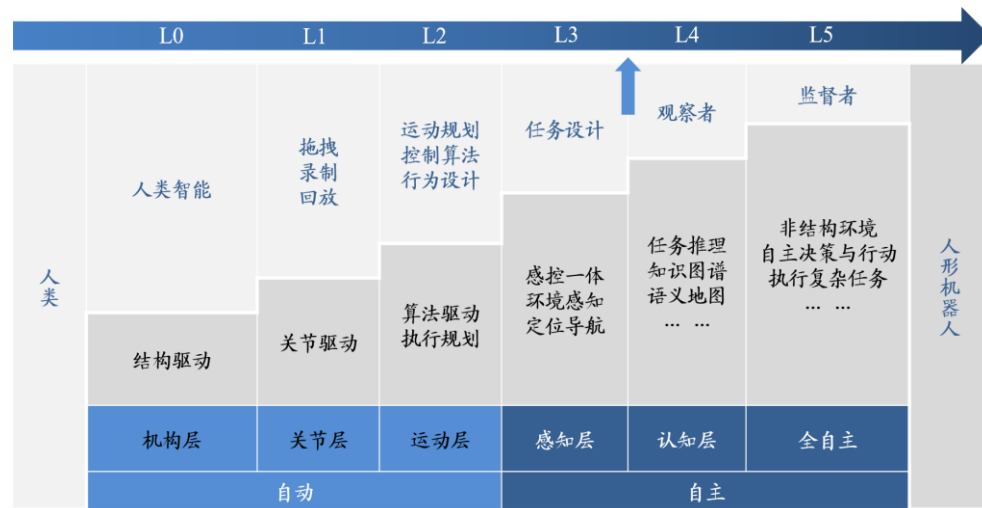 L0 L1 L2 L3 L4 L5
人类
人类智能
拖拽
录制
回放
运动规划
控制算法
行为设计
任务设计
观察者
监督者
结构驱动
关节驱动
算法驱动
执行规划
感控一体
环境感知
定位导航
任务推理
知识图谱
语义地图
... ...
非结构环境
自主决策与行动
执行复杂任务
... ...
人形机器人
机构层 关节层 运动层 感知层 认知层 全自主
自动 自主